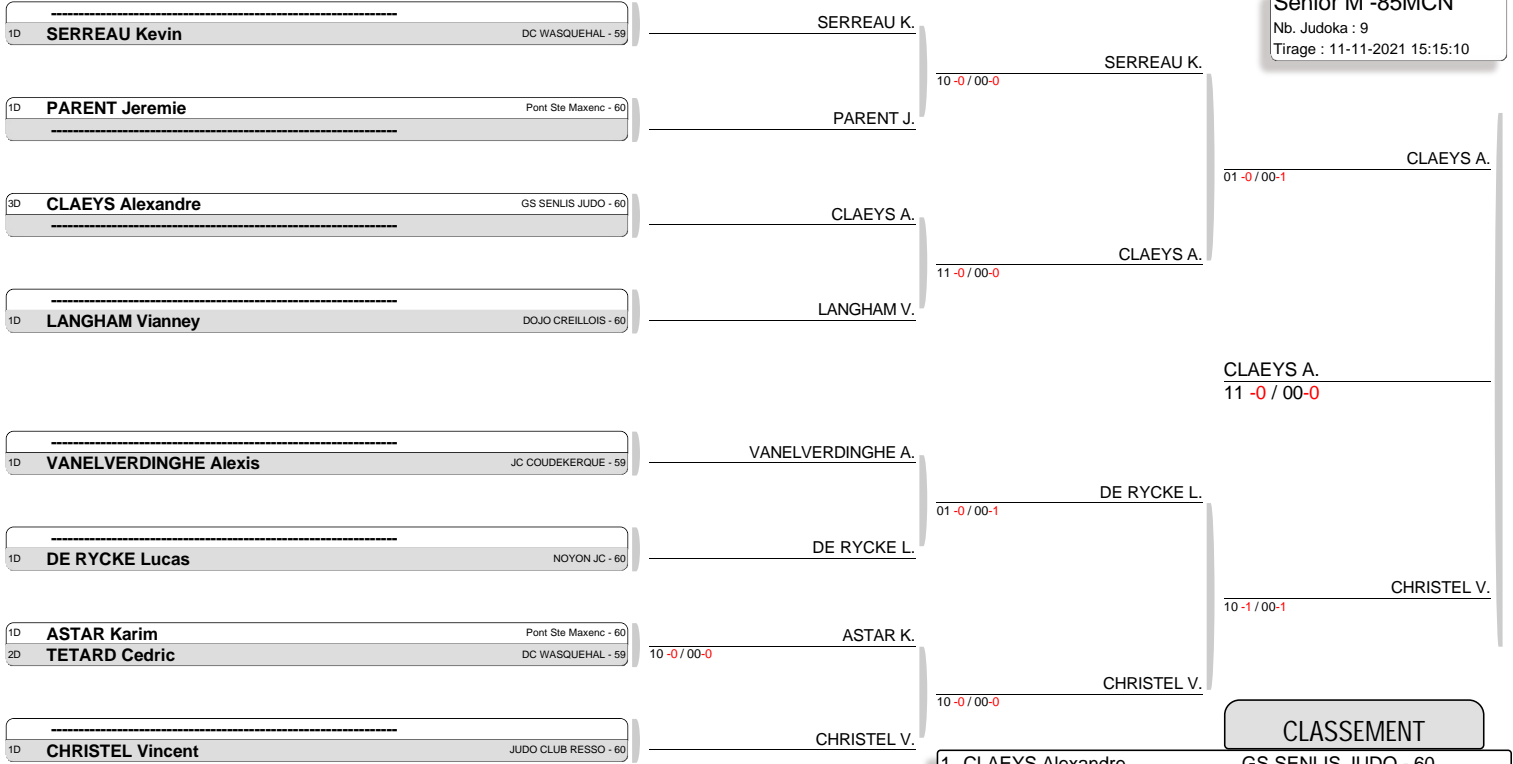 Senior M -85MCN
Nb. Judoka : 9
Tirage : 11-11-2021 15:15:10
------------------------------------------------------------------------------
1D SERREAU Kevin DC WASQUEHAL - 59
1D PARENT Jeremie Pont Ste Maxenc - 60
------------------------------------------------------------------------------
3D CLAEYS Alexandre GS SENLIS JUDO - 60
------------------------------------------------------------------------------
------------------------------------------------------------------------------
1D LANGHAM Vianney DOJO CREILLOIS - 60
------------------------------------------------------------------------------
1D VANELVERDINGHE Alexis JC COUDEKERQUE - 59
------------------------------------------------------------------------------
1D DE RYCKE Lucas NOYON JC - 60
1D ASTAR Karim Pont Ste Maxenc - 60
2D TETARD Cedric DC WASQUEHAL - 59
------------------------------------------------------------------------------
1D CHRISTEL Vincent JUDO CLUB RESSO - 60
SERREAU K.
PARENT J.
CLAEYS A.
LANGHAM V.
VANELVERDINGHE A.
DE RYCKE L.
ASTAR K.
10 -0 / 00-0
CHRISTEL V.
SERREAU K.
10 -0 / 00-0
CLAEYS A.
11 -0 / 00-0
DE RYCKE L.
01 -0 / 00-1
CHRISTEL V.
10 -0 / 00-0
CLAEYS A.
01 -0 / 00-1
CHRISTEL V.
10 -1 / 00-1
CLAEYS A.
11 -0 / 00-0
CLASSEMENT
1 CLAEYS Alexandre GS SENLIS JUDO - 60